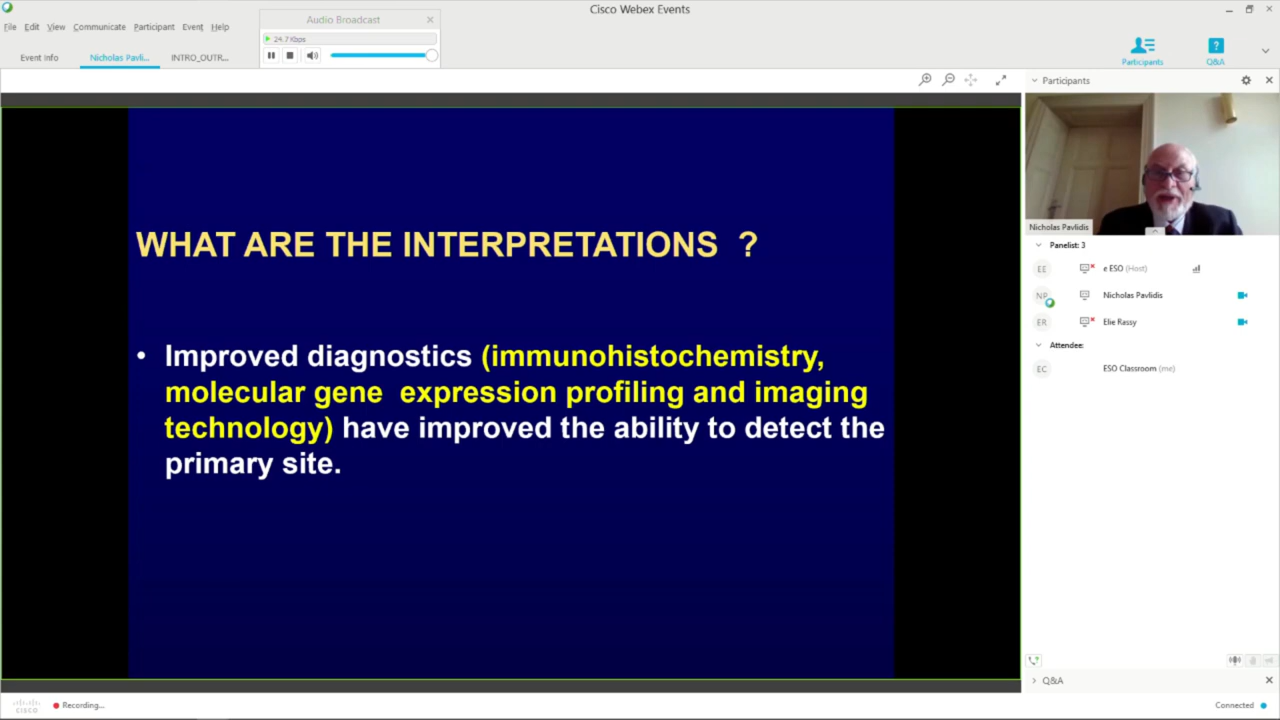 Cisco Webex Events
File Edit View Communicate Participant Event Help
Audio Broadcast
24.7 Kbps
Event Info Nicholas Pavli... INTRO_OUTR...
Participants Q&A
Participants
WHAT ARE THE INTERPRETATIONS ?
• Improved diagnostics (immunohistochemistry,
molecular gene expression profiling and imaging
technology) have improved the ability to detect the
primary site.
Nicholas Pavlidis
Panelist: 3
EE e ESO (Host)
NP Nicholas Pavlidis
ER Elie Rassy
Attendee:
EC ESO Classroom (me)
Q&A
CISCO Recording...
Connected